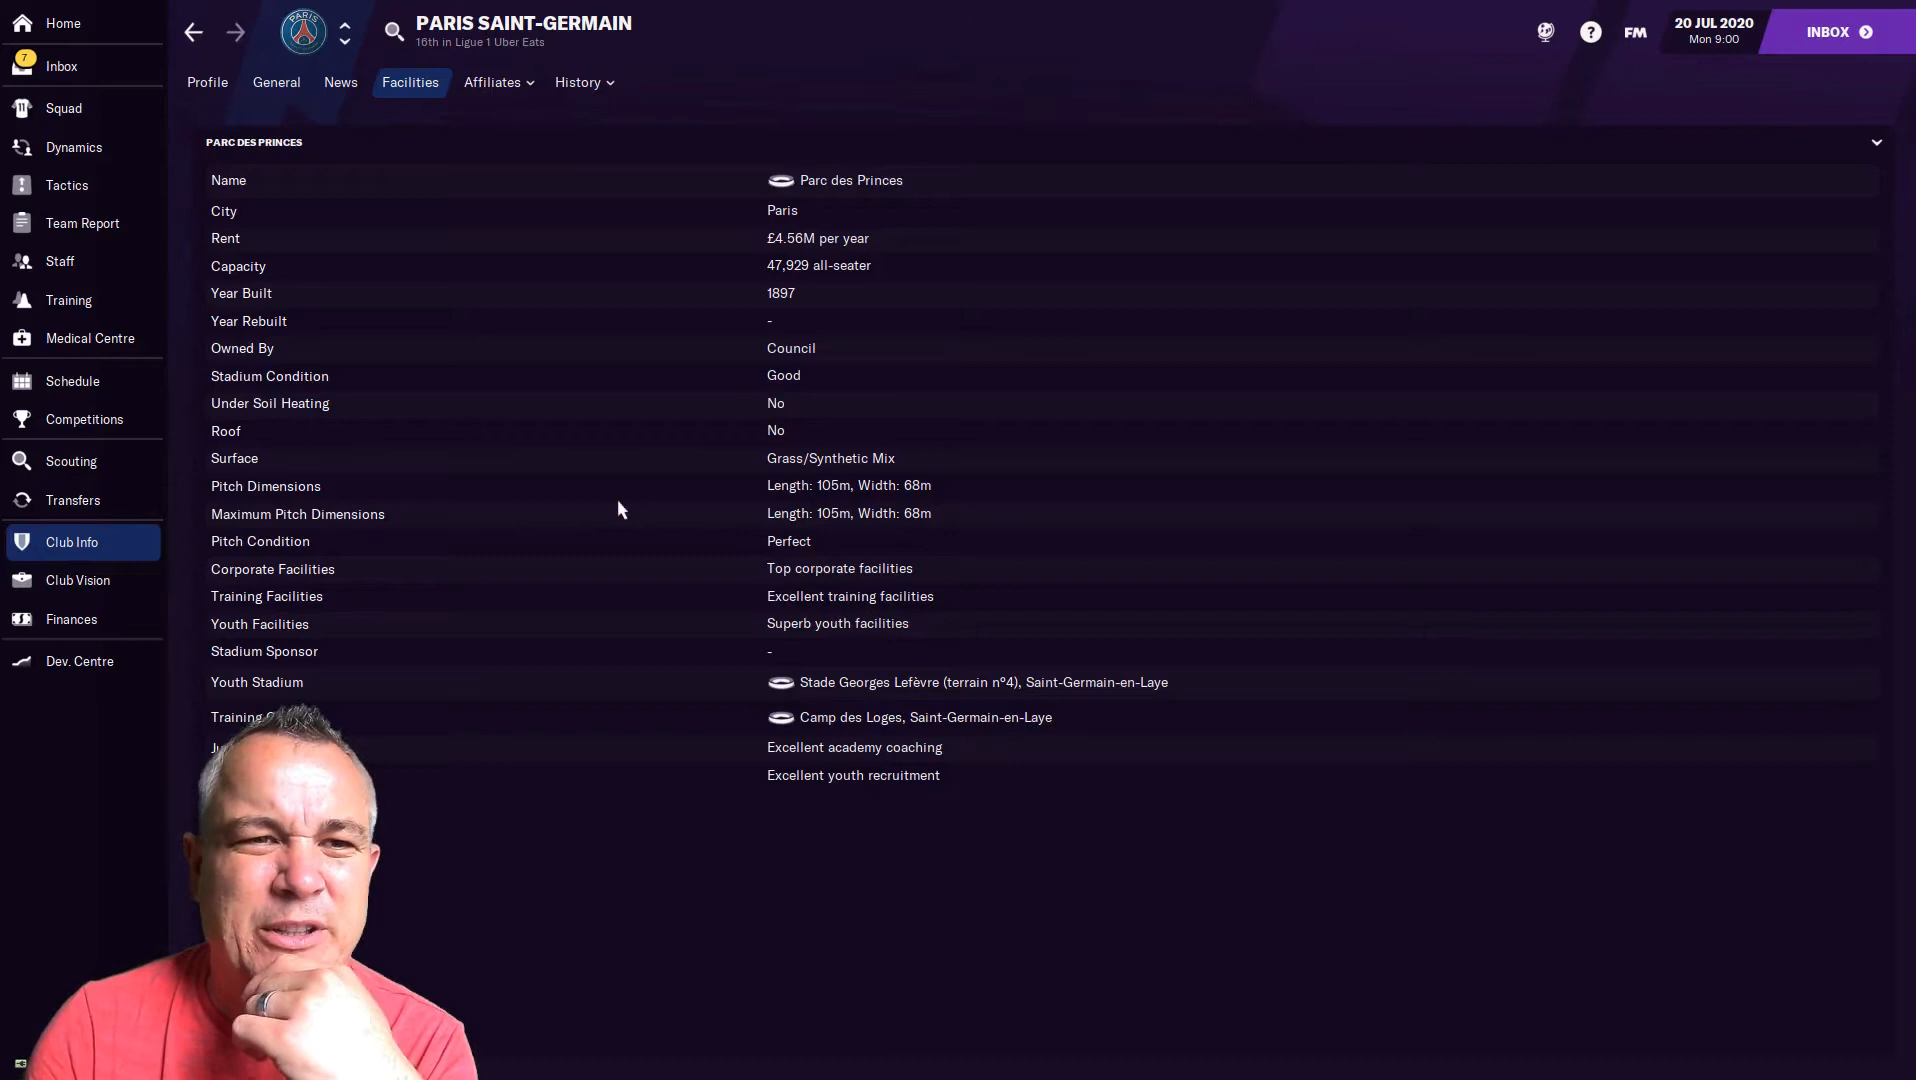 Home
7
Inbox
Squad
Dynamics
Tactics
Team Report
Staff
Training
Medical Centre
Schedule
Competitions
Scouting
Transfers
Club Info
Club Vision
Finances
Dev. Centre
PARIS
PARIS SAINT-GERMAIN
16th in Ligue 1 Uber Eats
? FM
20 JUL 2020
Mon 9:00
INBOX
Profile General News Facilities Affiliates History
PARC DES PRINCES
Name Parc des Princes
City Paris
Rent £4.56M per year
Capacity 47,929 all-seater
Year Built 1897
Year Rebuilt -
Owned By Council
Stadium Condition Good
Under Soil Heating No
Roof No
Surface Grass/Synthetic Mix
Pitch Dimensions Length: 105m, Width: 68m
Maximum Pitch Dimensions Length: 105m, Width: 68m
Pitch Condition Perfect
Corporate Facilities Top corporate facilities
Training Facilities Excellent training facilities
Youth Facilities Superb youth facilities
Stadium Sponsor -
Youth Stadium Stade Georges Lefèvre (terrain nº4), Saint-Germain-en-Laye
Training Camp des Loges, Saint-Germain-en-Laye
Excellent academy coaching
Excellent youth recruitment